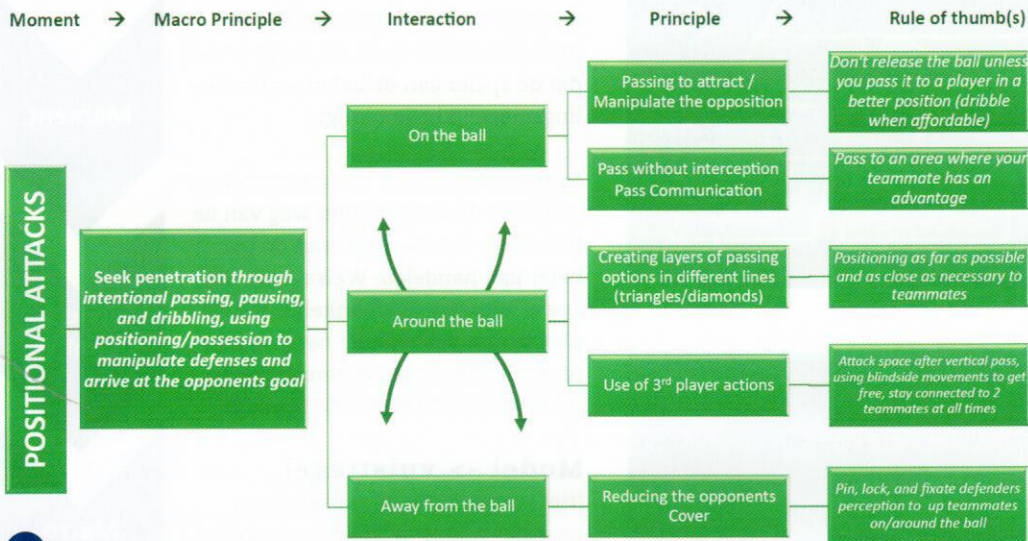 Moment → Macro Principle → Interaction → Principle → Rule of thumb(s)
POSITIONAL ATTACKS
Seek penetration through
intentional passing, pausing,
and dribbling, using
positioning/possession to
manipulate defenses and
arrive at the opponents goal
On the ball
Passing to attract /
Manipulate the opposition
Don't release the ball unless
you pass it to a player in a
better position (dribble
when affordable)
Pass without interception
Pass Communication
Pass to an area where your
teammate has an
advantage
Around the ball
Creating layers of passing
options in different lines
(triangles/diamonds)
Positioning as far as possible
and as close as necessary to
teammates
Use of 3rd player actions
Attack space after vertical pass,
using blindside movements to get
free, stay connected to 2
teammates at all times
Away from the ball
Reducing the opponents
Cover
Pin, lock, and fixate defenders
perception to up teammates
on/around the ball